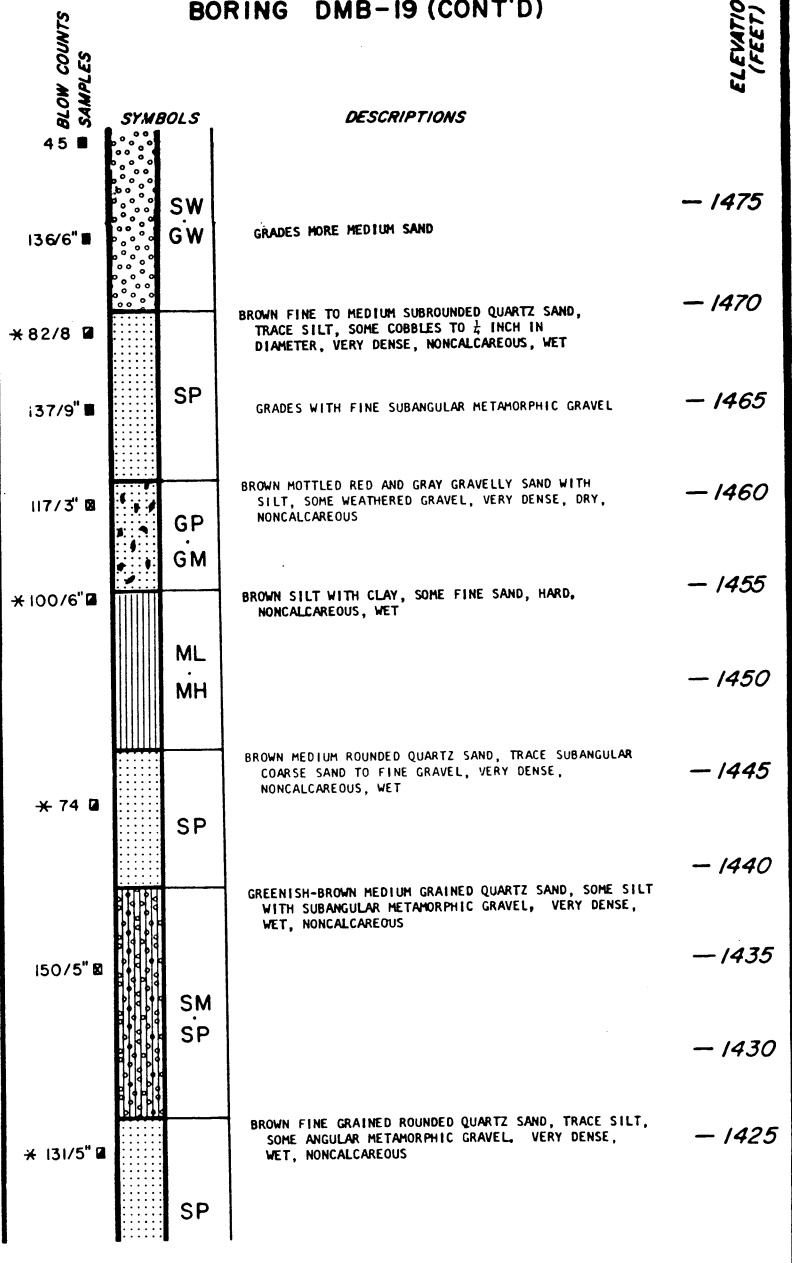 BORING DMB-19 (CONT'D)
BLOW COUNTS
SAMPLES
SYMBOLS
DESCRIPTIONS
ELEVATIO
(FEET)
45
SW
GW
- 1475
136/6"
GRADES MORE MEDIUM SAND
- 1470
* 82/8
BROWN FINE TO MEDIUM SUBROUNDED QUARTZ SAND,
TRACE SILT, SOME COBBLES TO ¼ INCH IN
DIAMETER, VERY DENSE, NONCALCAREOUS, WET
SP
137/9"
GRADES WITH FINE SUBANGULAR METAMORPHIC GRAVEL
- 1465
117/3"
BROWN MOTTLED RED AND GRAY GRAVELLY SAND WITH
SILT, SOME WEATHERED GRAVEL, VERY DENSE, DRY,
NONCALCAREOUS
- 1460
GP
GM
- 1455
* 100/6"
BROWN SILT WITH CLAY, SOME FINE SAND, HARD,
NONCALCAREOUS, WET
ML
MH
- 1450
BROWN MEDIUM ROUNDED QUARTZ SAND, TRACE SUBANGULAR
COARSE SAND TO FINE GRAVEL, VERY DENSE,
NONCALCAREOUS, WET
- 1445
* 74
SP
- 1440
GREENISH-BROWN MEDIUM GRAINED QUARTZ SAND, SOME SILT
WITH SUBANGULAR METAMORPHIC GRAVEL, VERY DENSE,
WET, NONCALCAREOUS
- 1435
150/5"
SM
SP
- 1430
BROWN FINE GRAINED ROUNDED QUARTZ SAND, TRACE SILT,
SOME ANGULAR METAMORPHIC GRAVEL, VERY DENSE,
WET, NONCALCAREOUS
- 1425
* 131/5"
SP